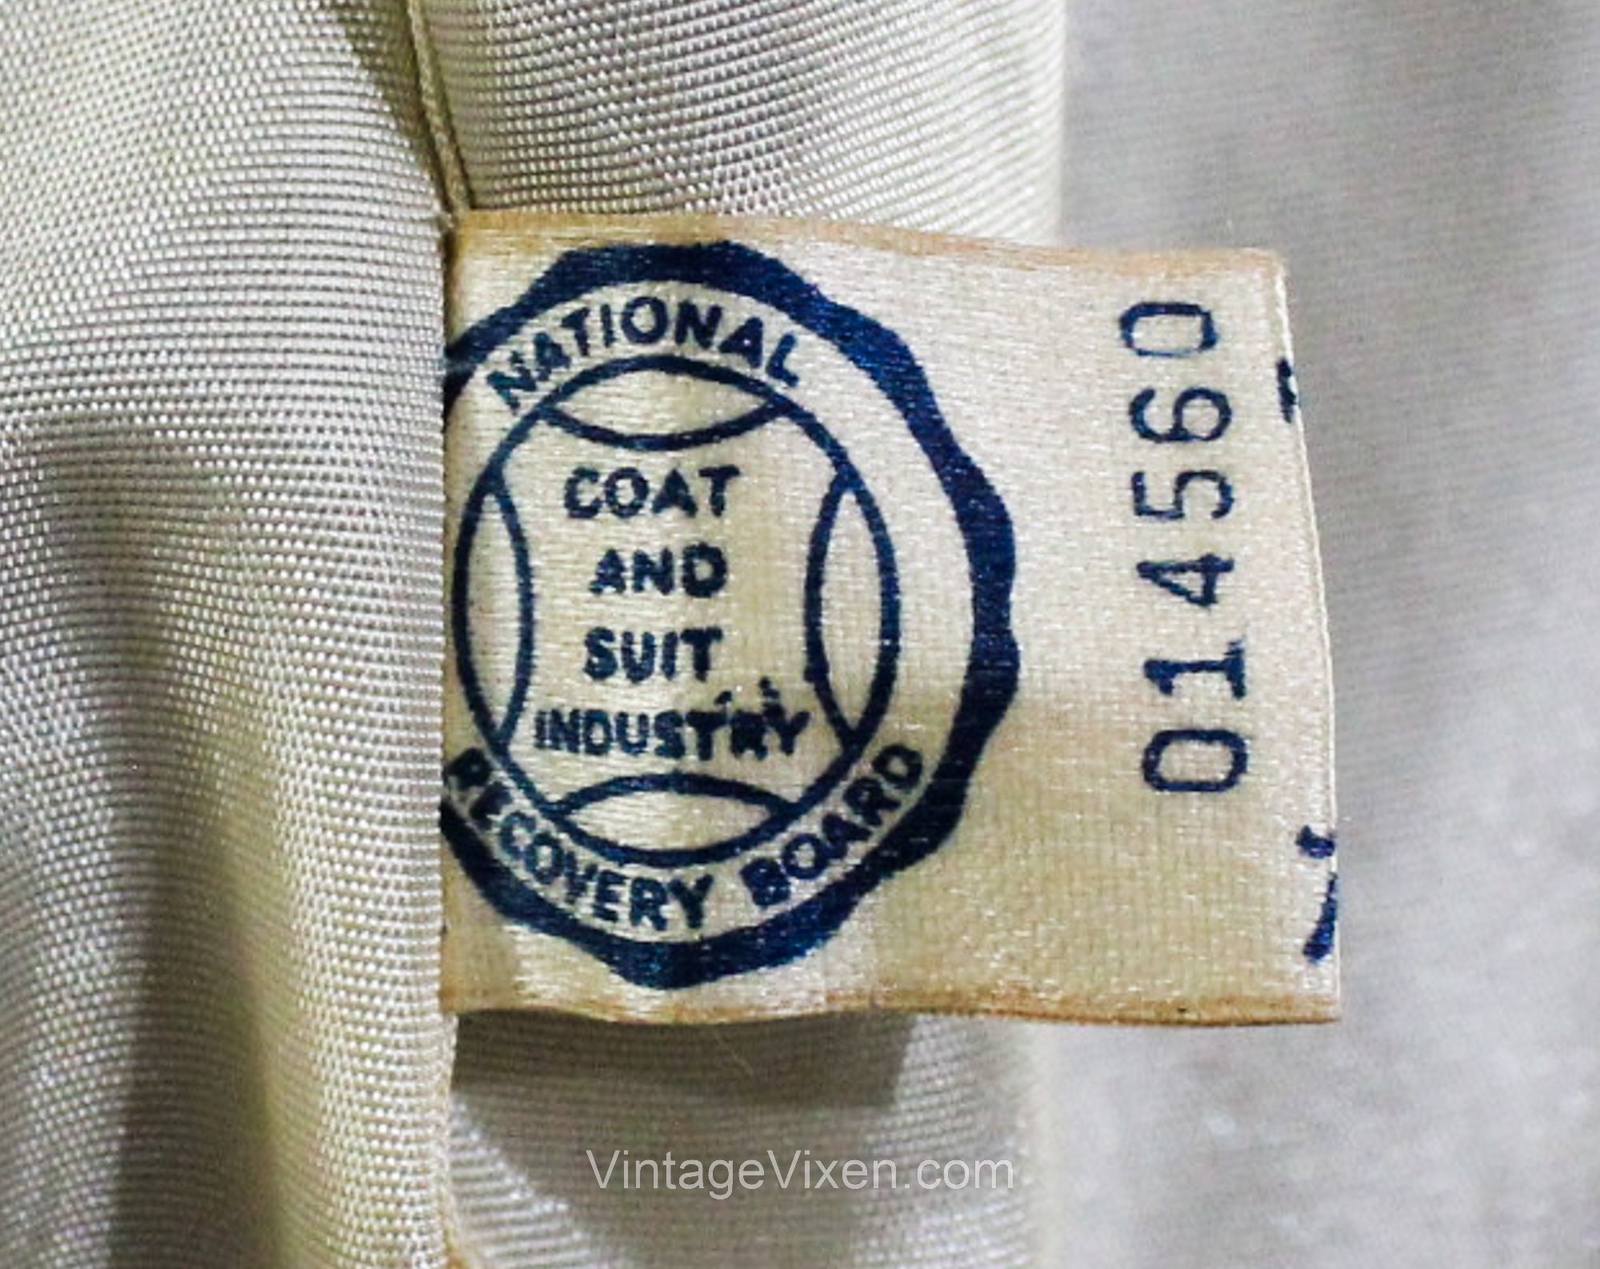 NATIONAL
COAT
AND
SUIT
INDUSTRY
RECOVERY BOARD
014560
VintageVixen.com